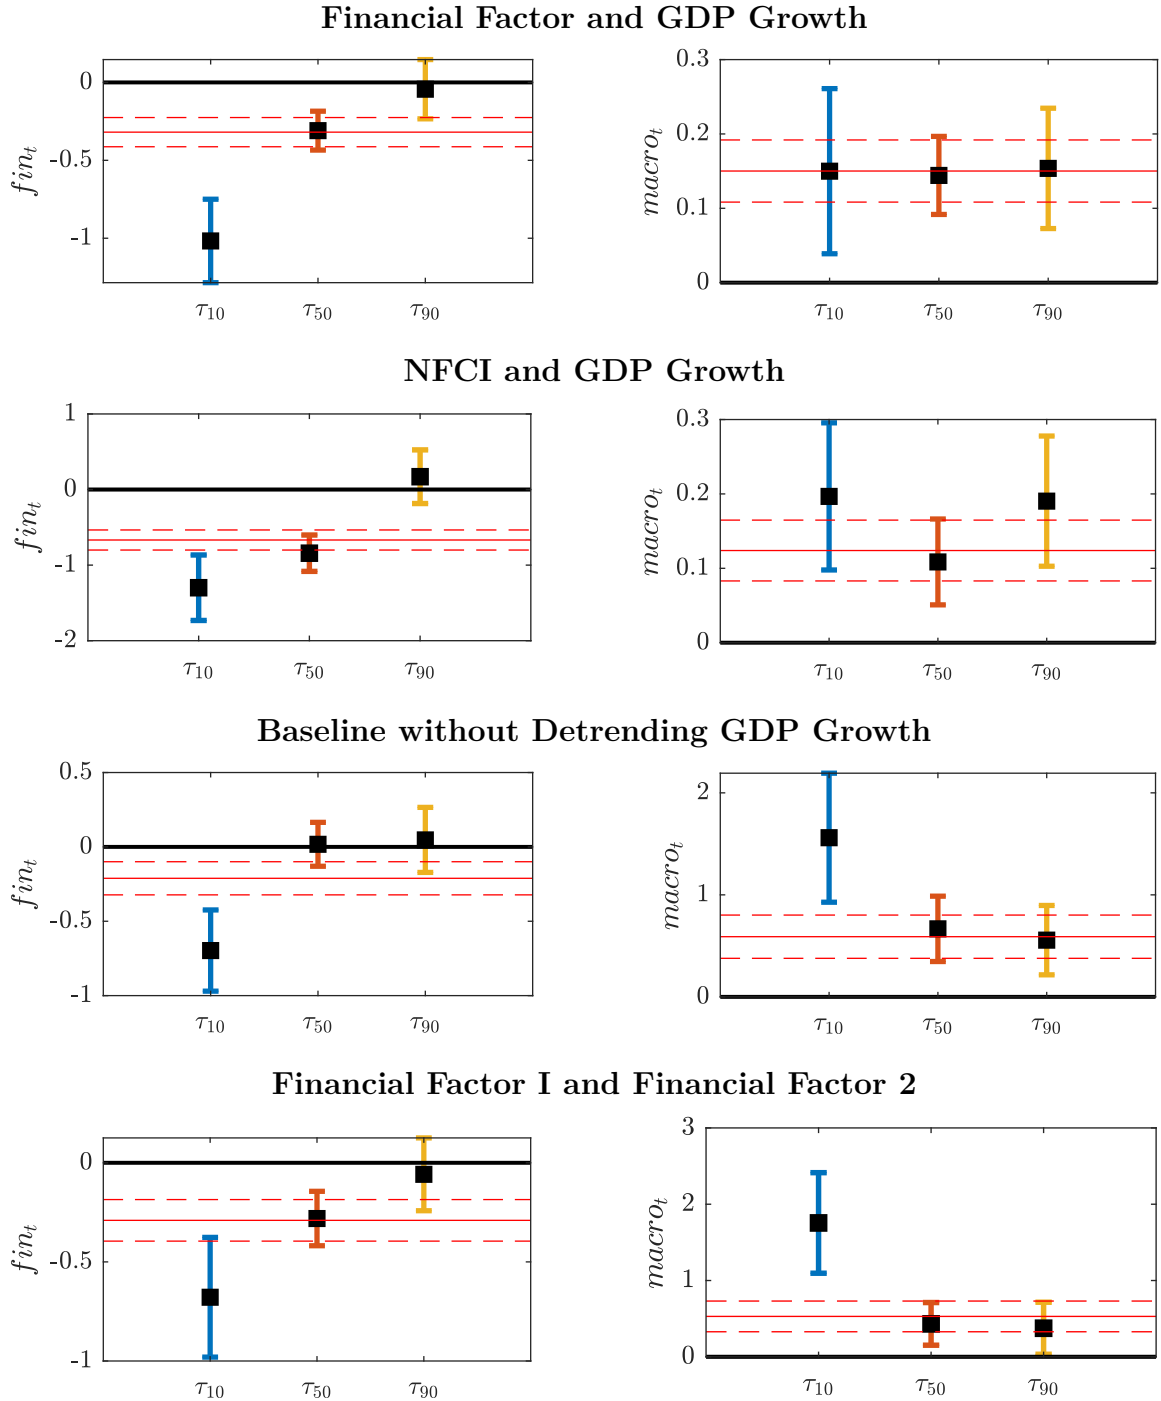 Financial Factor and GDP Growth
0
-0.5
-1
fin_t
τ10 τ50 τ90
0.3
0.2
0.1
0
macro_t
τ10 τ50 τ90
NFCI and GDP Growth
1
0
-1
-2
fin_t
τ10 τ50 τ90
0.3
0.2
0.1
0
macro_t
τ10 τ50 τ90
Baseline without Detrending GDP Growth
0.5
0
-0.5
-1
fin_t
τ10 τ50 τ90
2
1
0
macro_t
τ10 τ50 τ90
Financial Factor I and Financial Factor 2
0
-0.5
-1
fin_t
τ10 τ50 τ90
3
2
1
0
macro_t
τ10 τ50 τ90